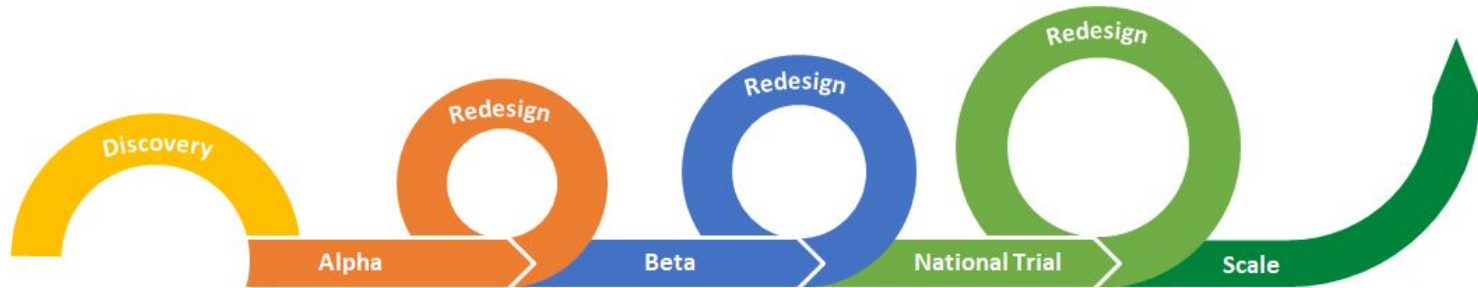 Discovery
Redesign
Alpha
Redesign
Beta
Redesign
National Trial
Scale